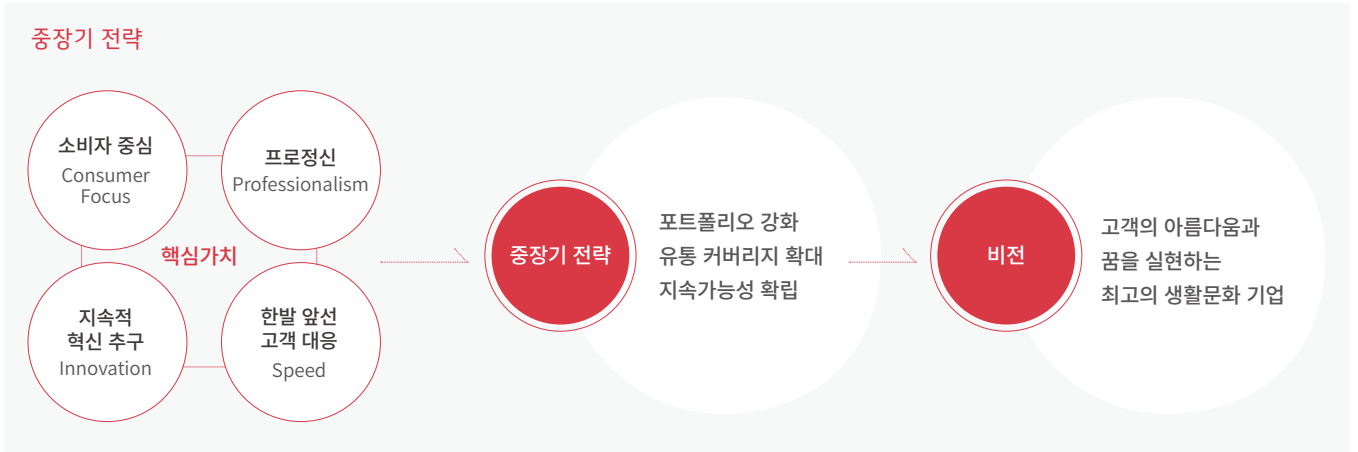 중장기 전략
소비자 중심
Consumer
Focus
프로정신
Professionalism
핵심가치
지속적
혁신 추구
Innovation
한발 앞선
고객 대응
Speed
중장기 전략
포트폴리오 강화
유통 커버리지 확대
지속가능성 확립
비전
고객의 아름다움과
꿈을 실현하는
최고의 생활문화 기업